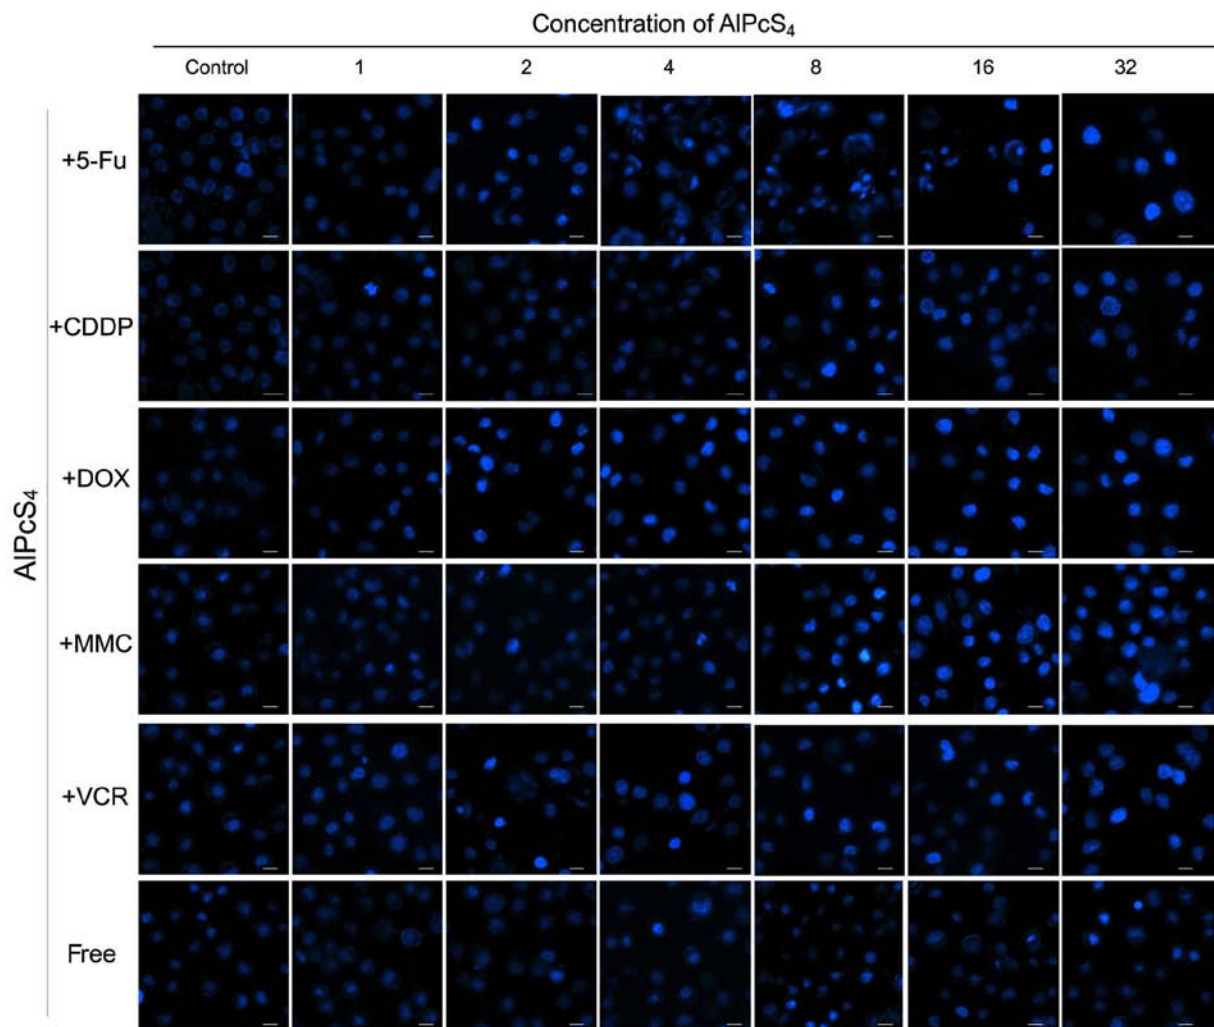 Concentration of AlPcS₄
Control 1 2 4 8 16 32
AlPcS₄
+5-Fu
+CDDP
+DOX
+MMC
+VCR
Free